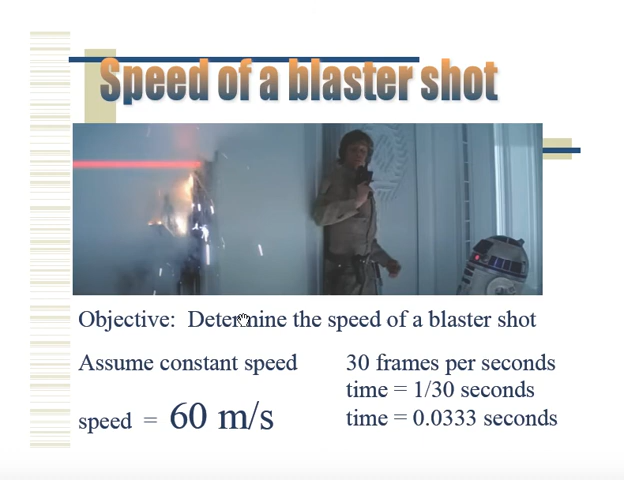 Speed of a blaster shot
Objective: Determine the speed of a blaster shot
Assume constant speed
speed = 60 m/s
30 frames per seconds
time = 1/30 seconds
time = 0.0333 seconds